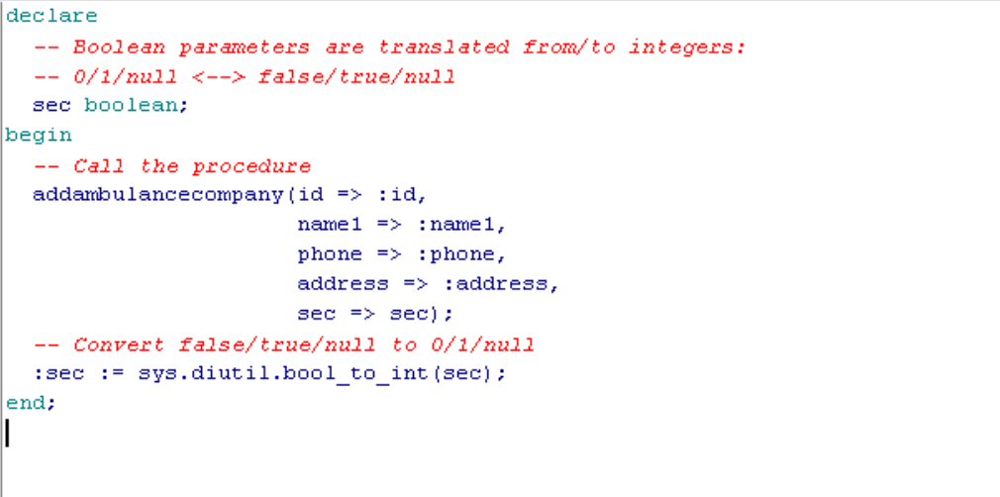 declare
-- Boolean parameters are translated from/to integers:
-- 0/1/null <--> false/true/null
sec boolean;
begin
-- Call the procedure
addambulancecompany(id => :id,
name1 => :name1,
phone => :phone,
address => :address,
sec => sec);
-- Convert false/true/null to 0/1/null
:sec := sys.diutil.bool_to_int(sec);
end;